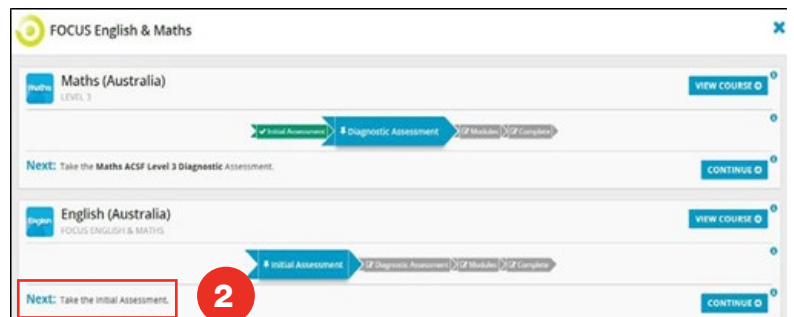 FOCUS English & Maths
Maths
Maths (Australia)
LEVEL 3
VIEW COURSE
Initial Assessment
Diagnostic Assessment
Modules
Complete
Next: Take the Maths ACSF Level 3 Diagnostic Assessment.
CONTINUE
English
English (Australia)
FOCUS ENGLISH & MATHS
VIEW COURSE
Initial Assessment
Diagnostic Assessment
Modules
Complete
Next: Take the Initial Assessment.
2
CONTINUE